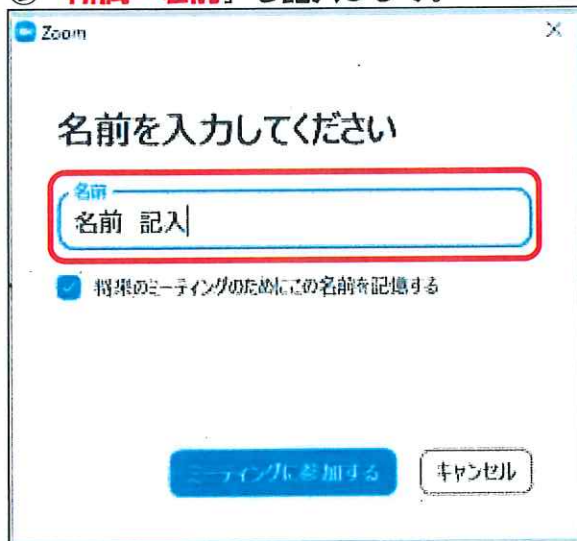 Zoom
名前を入力してください
名前
名前 記入
将来のミーティングのためにこの名前を記憶する
ミーティングに参加する
キャンセル